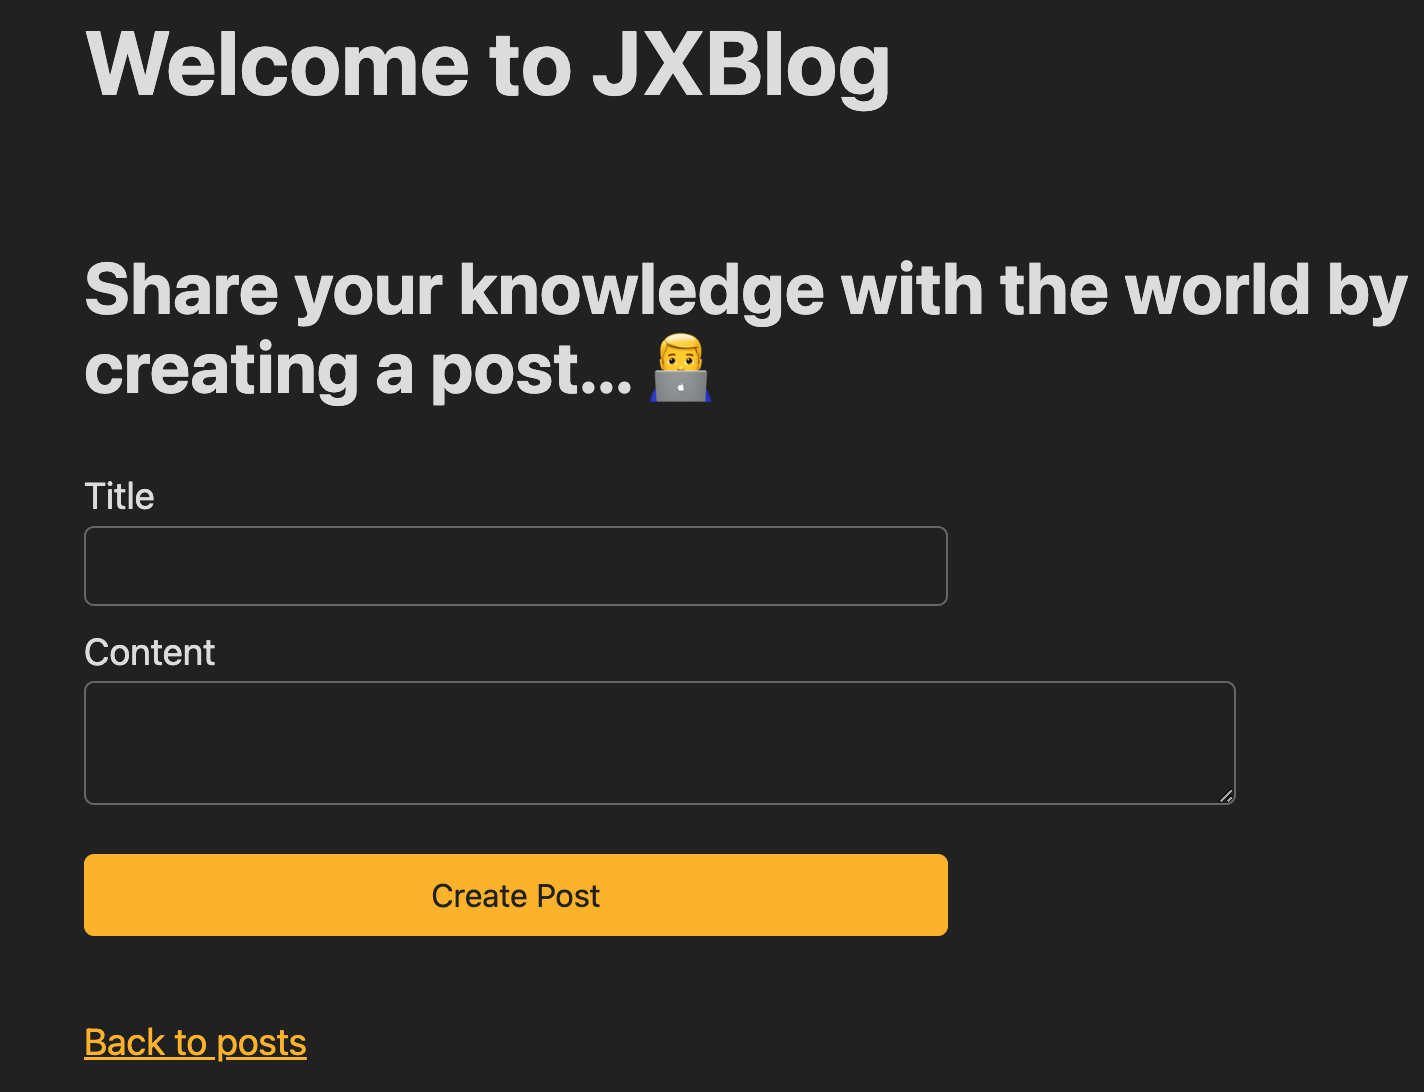 Welcome to JXBlog
Share your knowledge with the world by
creating a post... 👨‍💻
Title
Content
Create Post
Back to posts